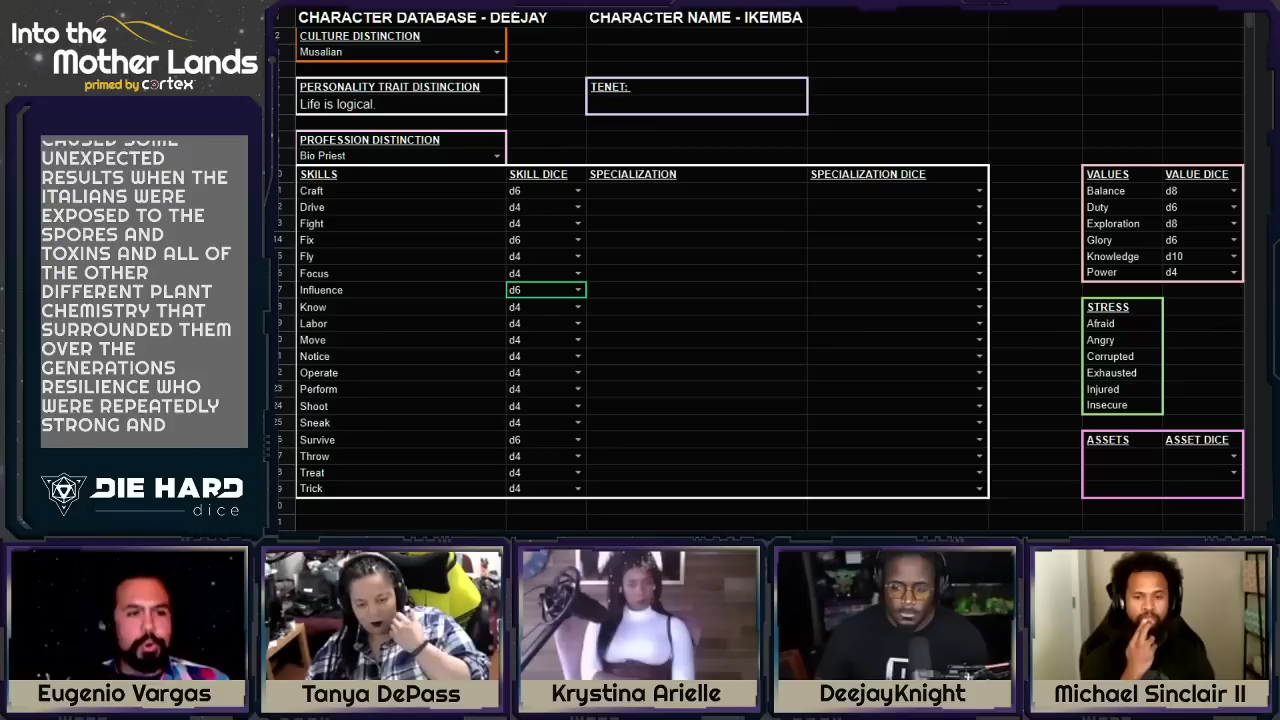 Into the
Mother Lands
primed by cortex
CAUSED SOME
UNEXPECTED
RESULTS WHEN THE
ITALIANS WERE
EXPOSED TO THE
SPORES AND
TOXINS AND ALL OF
THE OTHER
DIFFERENT PLANT
CHEMISTRY THAT
SURROUNDED THEM
OVER THE
GENERATIONS
RESILIENCE WHO
WERE REPEATEDLY
STRONG AND
DIE HARD
dice
CHARACTER DATABASE - DEEJAY CHARACTER NAME - IKEMBA
CULTURE DISTINCTION
Musalian
PERSONALITY TRAIT DISTINCTION TENET:
Life is logical.
PROFESSION DISTINCTION
Bio Priest
SKILLS SKILL DICE SPECIALIZATION SPECIALIZATION DICE
Craft d6
Drive d4
Fight d4
Fix d6
Fly d4
Focus d4
Influence d6
Know d4
Labor d4
Move d4
Notice d4
Operate d4
Perform d4
Shoot d4
Sneak d4
Survive d6
Throw d4
Treat d4
Trick d4
VALUES VALUE DICE
Balance d8
Duty d6
Exploration d8
Glory d6
Knowledge d10
Power d4
STRESS
Afraid
Angry
Corrupted
Exhausted
Injured
Insecure
ASSETS ASSET DICE
Eugenio Vargas
Tanya DePass
Krystina Arielle
DeejayKnight
Michael Sinclair II